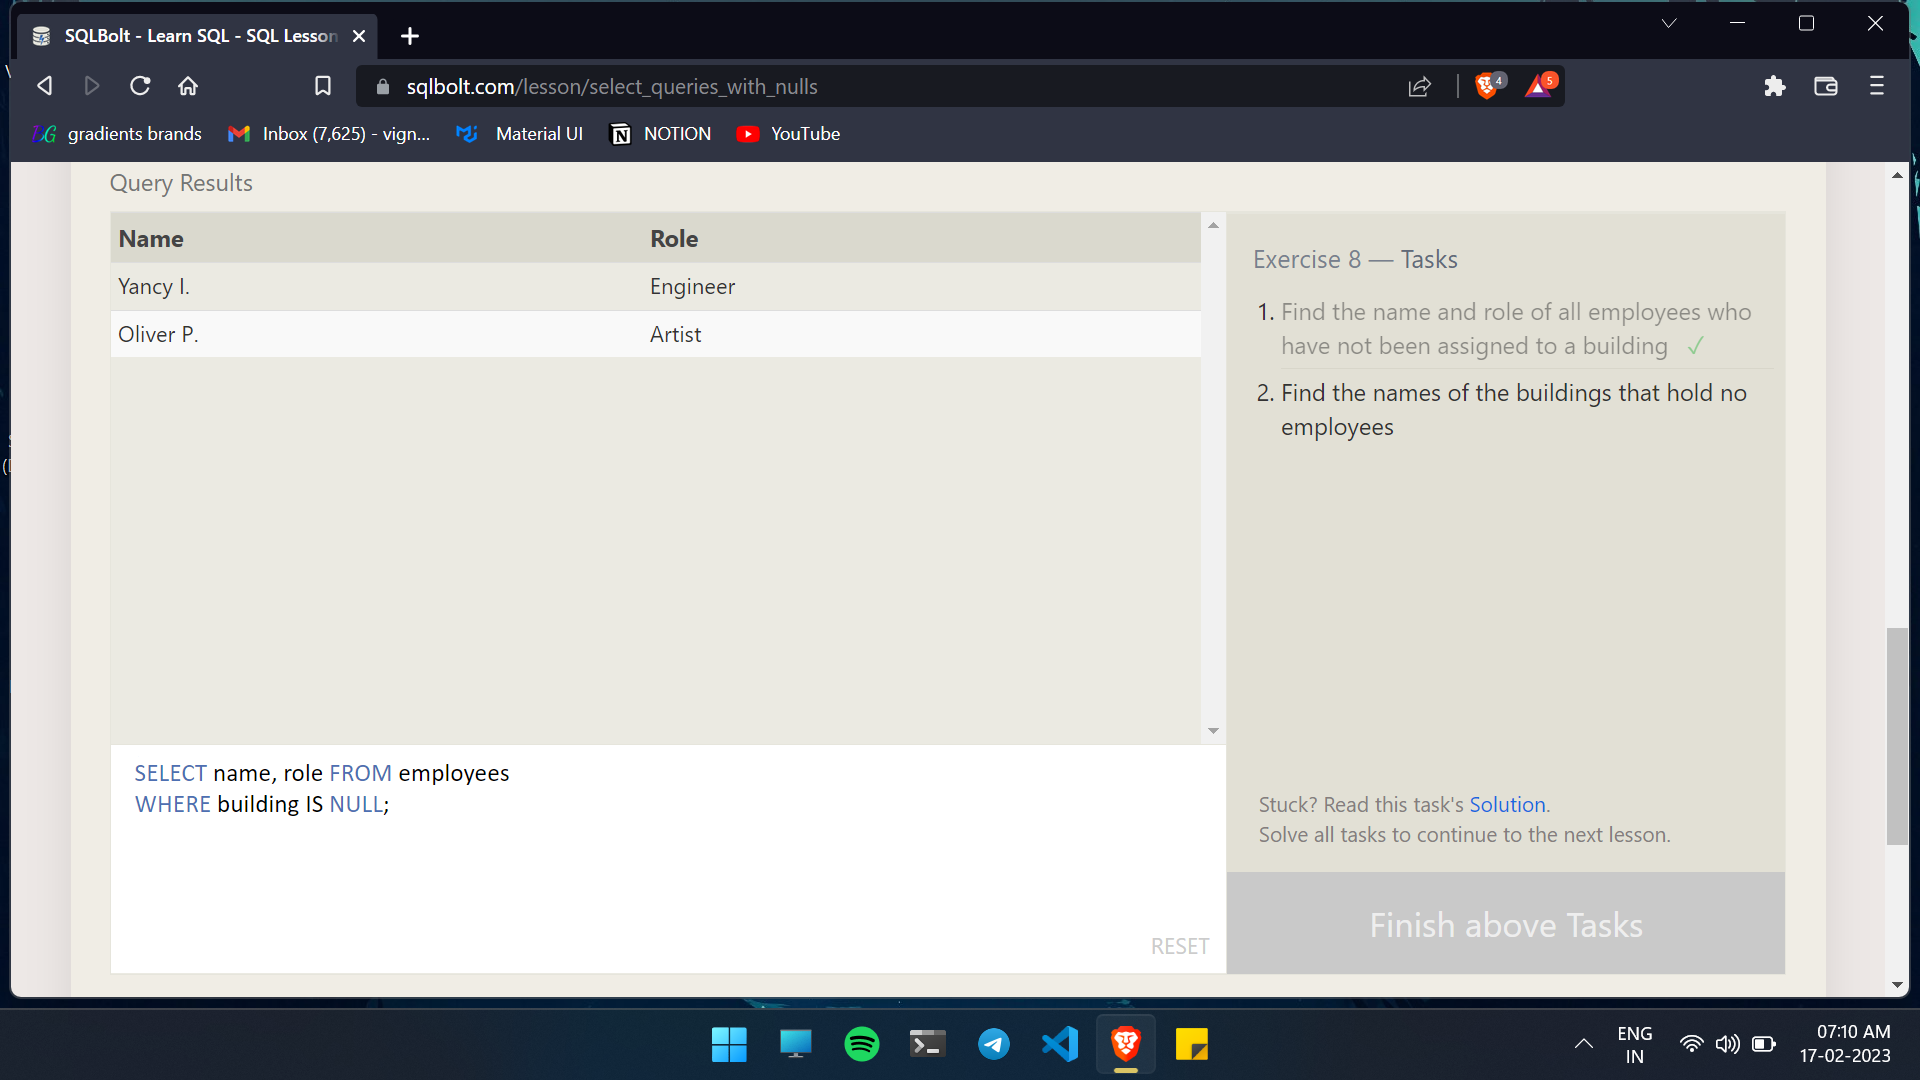 SQLBolt - Learn SQL - SQL Lesson
sqlbolt.com/lesson/select_queries_with_nulls
4
5
BG gradients brands
Inbox (7,625) - vign...
Material UI
NOTION
YouTube
Query Results
Name Role
Yancy I. Engineer
Oliver P. Artist
Exercise 8 — Tasks
1. Find the name and role of all employees who
have not been assigned to a building ✓
2. Find the names of the buildings that hold no
employees
SELECT name, role FROM employees
WHERE building IS NULL;
RESET
Stuck? Read this task's Solution.
Solve all tasks to continue to the next lesson.
Finish above Tasks
ENG
IN
07:10 AM
17-02-2023